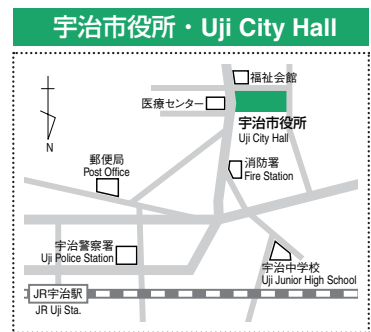 宇治市役所・Uji City Hall
福祉会館
医療センター
宇治市役所
Uji City Hall
N
郵便局
Post Office
消防署
Fire Station
宇治警察署
Uji Police Station
宇治中学校
Uji Junior High School
JR宇治駅
JR Uji Sta.